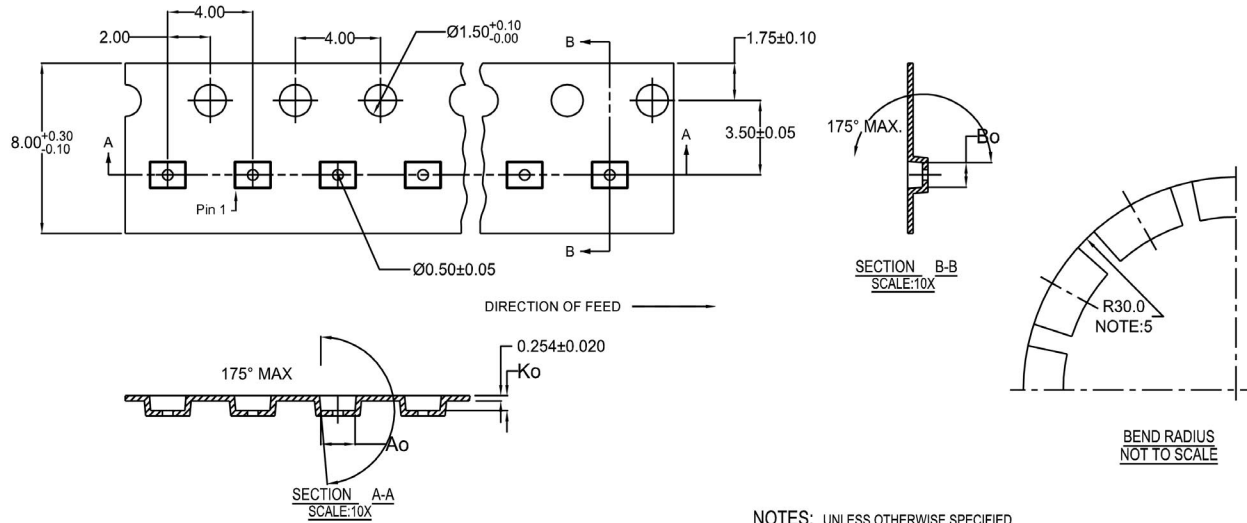 4.00
2.00
4.00
Ø1.50+0.10
-0.00
B
1.75±0.10
8.00+0.30
-0.10
A
A
3.50±0.05
Pin 1
B
Ø0.50±0.05
DIRECTION OF FEED
175° MAX.
Bo
SECTION B-B
SCALE:10X
R30.0
NOTE:5
BEND RADIUS
NOT TO SCALE
175° MAX
0.254±0.020
Ko
Ao
SECTION A-A
SCALE:10X
NOTES: UNLESS OTHERWISE SPECIFIED